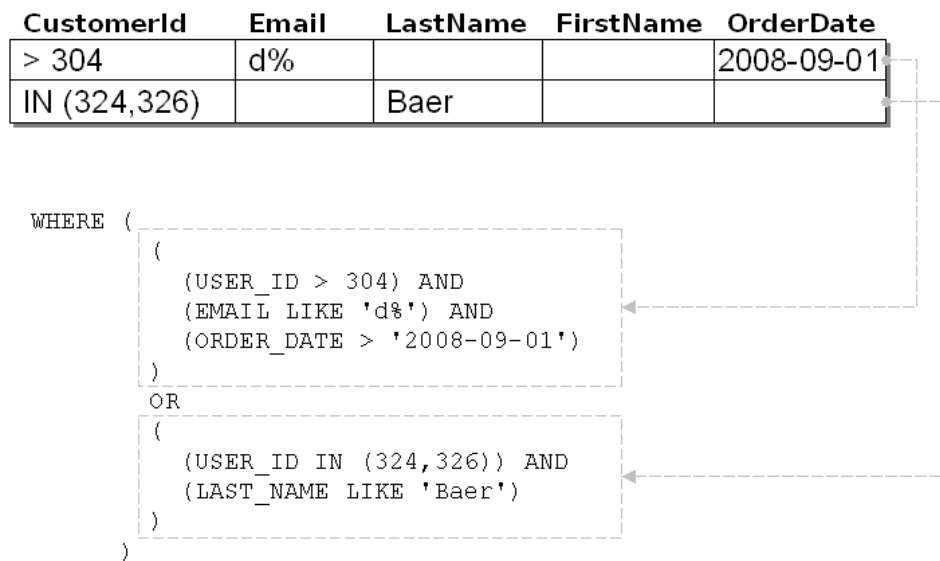 CustomerId Email LastName FirstName OrderDate
> 304 d% 2008-09-01
IN (324,326) Baer
WHERE (
(
(USER_ID > 304) AND
(EMAIL LIKE 'd%') AND
(ORDER_DATE > '2008-09-01')
)
OR
(
(USER_ID IN (324,326)) AND
(LAST_NAME LIKE 'Baer')
)
)